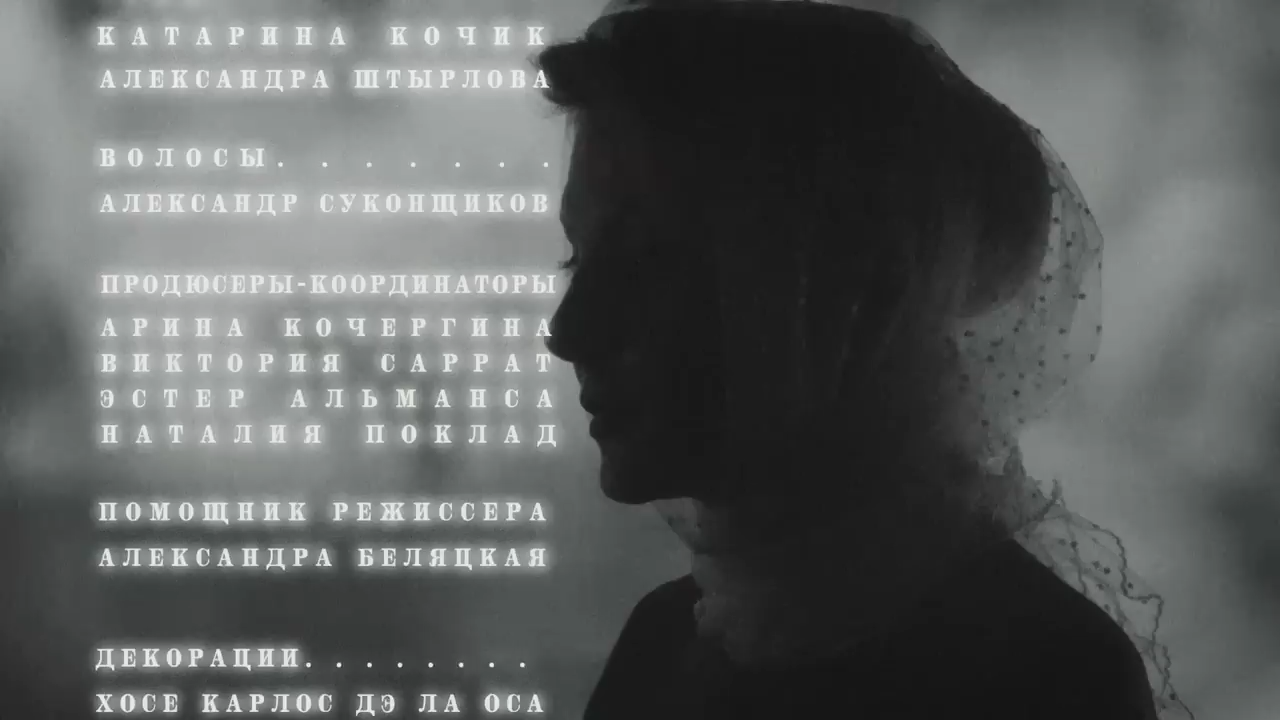 КАТАРИНА КОЧИК
АЛЕКСАНДРА ШТЫРЛОВА
ВОЛОСЫ. . . . . . .
АЛЕКСАНДР СУКОНЩИКОВ
ПРОДЮСЕРЫ-КООРДИНАТОРЫ
АРИНА КОЧЕРГИНА
ВИКТОРИЯ САРРАТ
ЭСТЕР АЛЬМАНСА
НАТАЛИЯ ПОКЛАД
ПОМОЩНИК РЕЖИССЕРА
АЛЕКСАНДРА БЕЛЯЦКАЯ
ДЕКОРАЦИИ. . . . . . . .
ХОСЕ КАРЛОС ДЭ ЛА ОСА